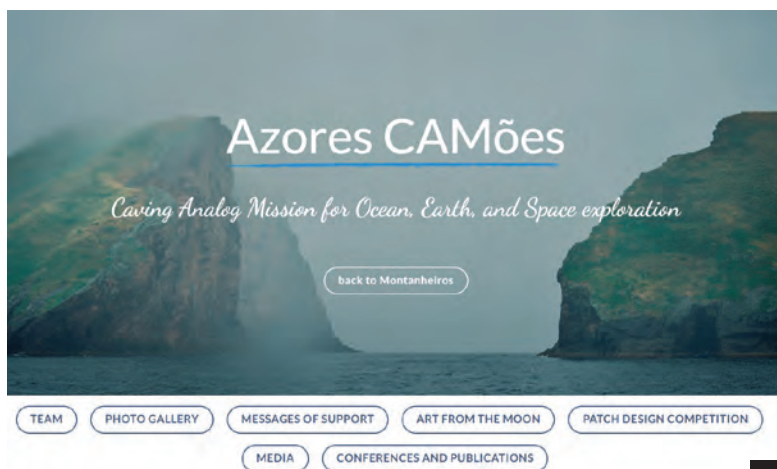 Azores CAMões
Caving Analog Mission for Ocean, Earth, and Space exploration
back to Montanheiros
TEAM
PHOTO GALLERY
MESSAGES OF SUPPORT
ART FROM THE MOON
PATCH DESIGN COMPETITION
MEDIA
CONFERENCES AND PUBLICATIONS